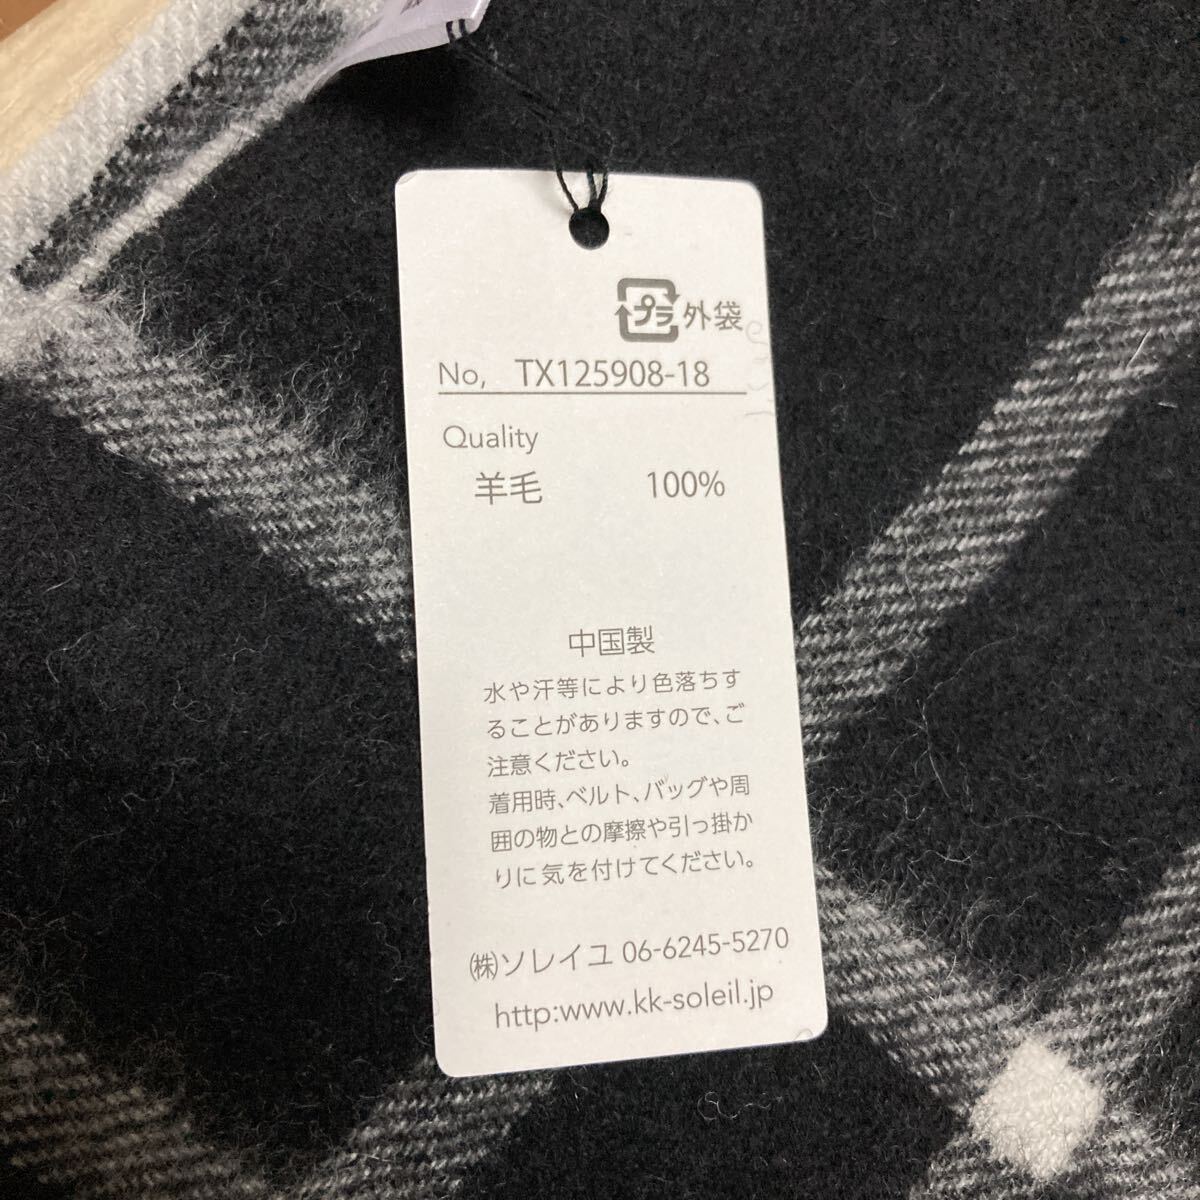 プラ 外袋
No, TX125908-18
Quality
羊毛 100%
中国製
水や汗等により色落ちす
ることがありますので、ご
注意ください。
着用時、ベルト、バッグや周
囲の物との摩擦や引っ掛か
りに気を付けてください。
㈱ソレイユ 06-6245-5270
http:www.kk-soleil.jp